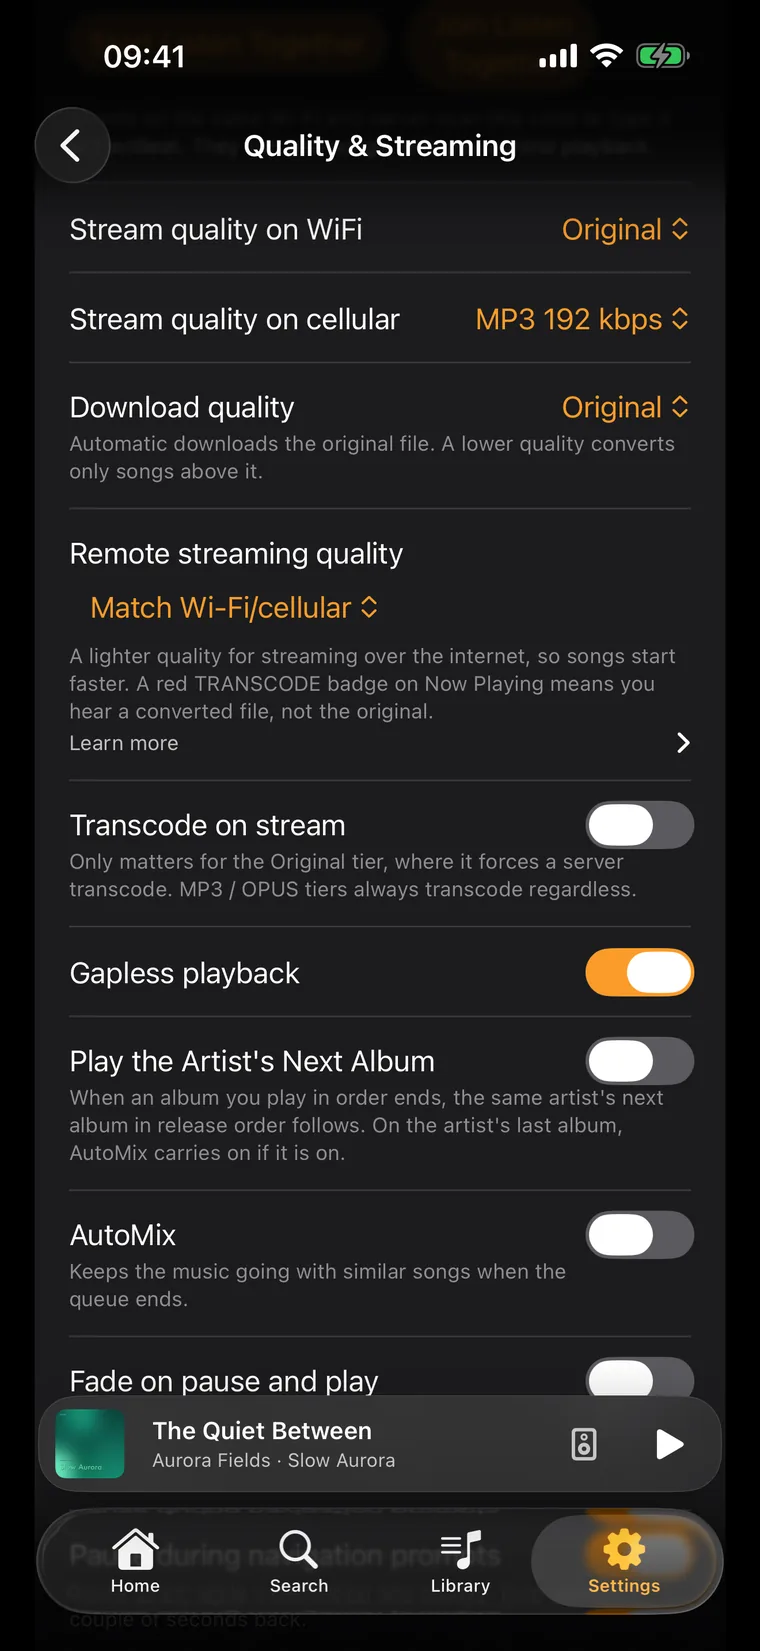 09:41
Quality & Streaming
Stream quality on WiFi
Original
Stream quality on cellular
MP3 192 kbps
Download quality
Original
Automatic downloads the original file. A lower quality converts
only songs above it.
Remote streaming quality
Match Wi-Fi/cellular
A lighter quality for streaming over the internet, so songs start
faster. A red TRANSCODE badge on Now Playing means you
hear a converted file, not the original.
Learn more
Transcode on stream
Only matters for the Original tier, where it forces a server
transcode. MP3 / OPUS tiers always transcode regardless.
Gapless playback
Play the Artist's Next Album
When an album you play in order ends, the same artist's next
album in release order follows. On the artist's last album,
AutoMix carries on if it is on.
AutoMix
Keeps the music going with similar songs when the
queue ends.
Fade on pause and play
The Quiet Between
Aurora Fields · Slow Aurora
during navigation prompts
Home
Search
Library
Settings
couple of seconds back.